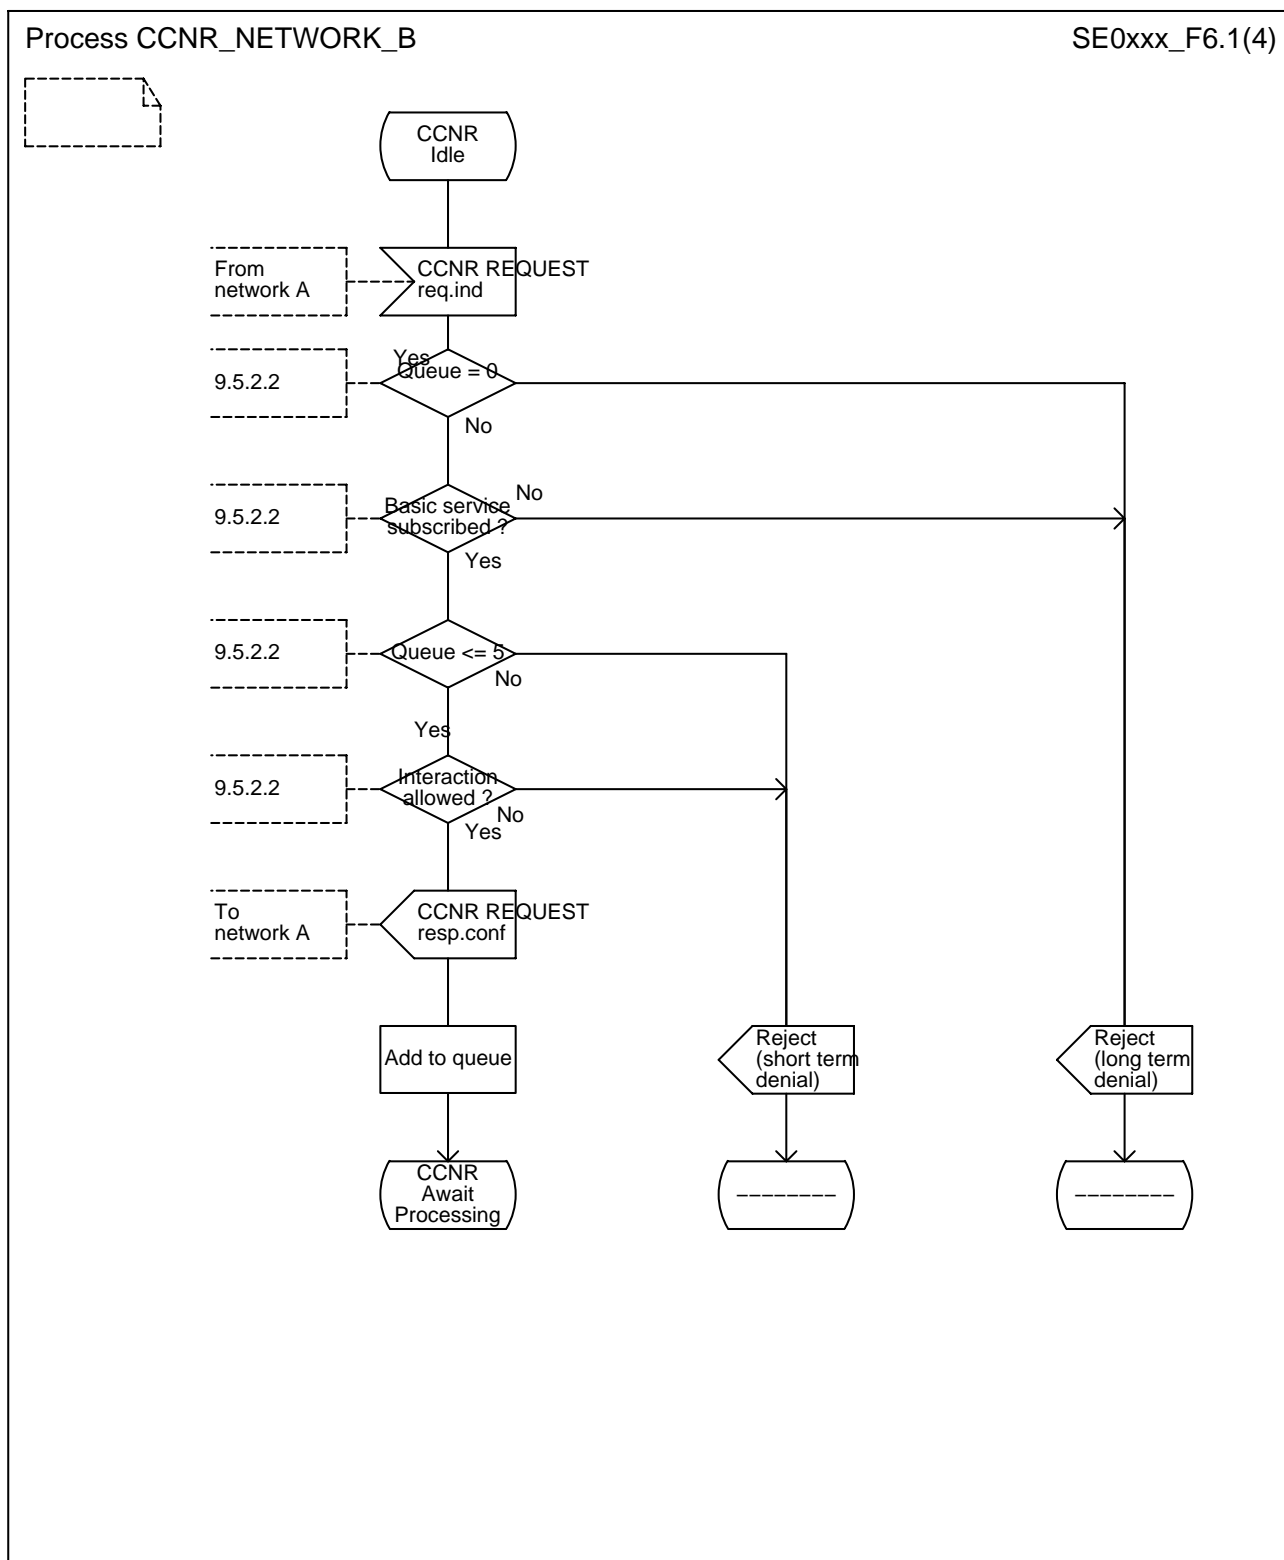 Process CCNR_NETWORK_B
SE0xxx_F6.1(4)
CCNR
Idle
From
network A
CCNR REQUEST
req.ind
Yes
9.5.2.2
Queue = 0
No
9.5.2.2
Basic service
subscribed ?
No
Yes
9.5.2.2
Queue <= 5
No
Yes
9.5.2.2
Interaction
allowed ?
No
Yes
To
network A
CCNR REQUEST
resp.conf
Add to queue
Reject
(short term
denial)
Reject
(long term
denial)
CCNR
Await
Processing
--------
--------